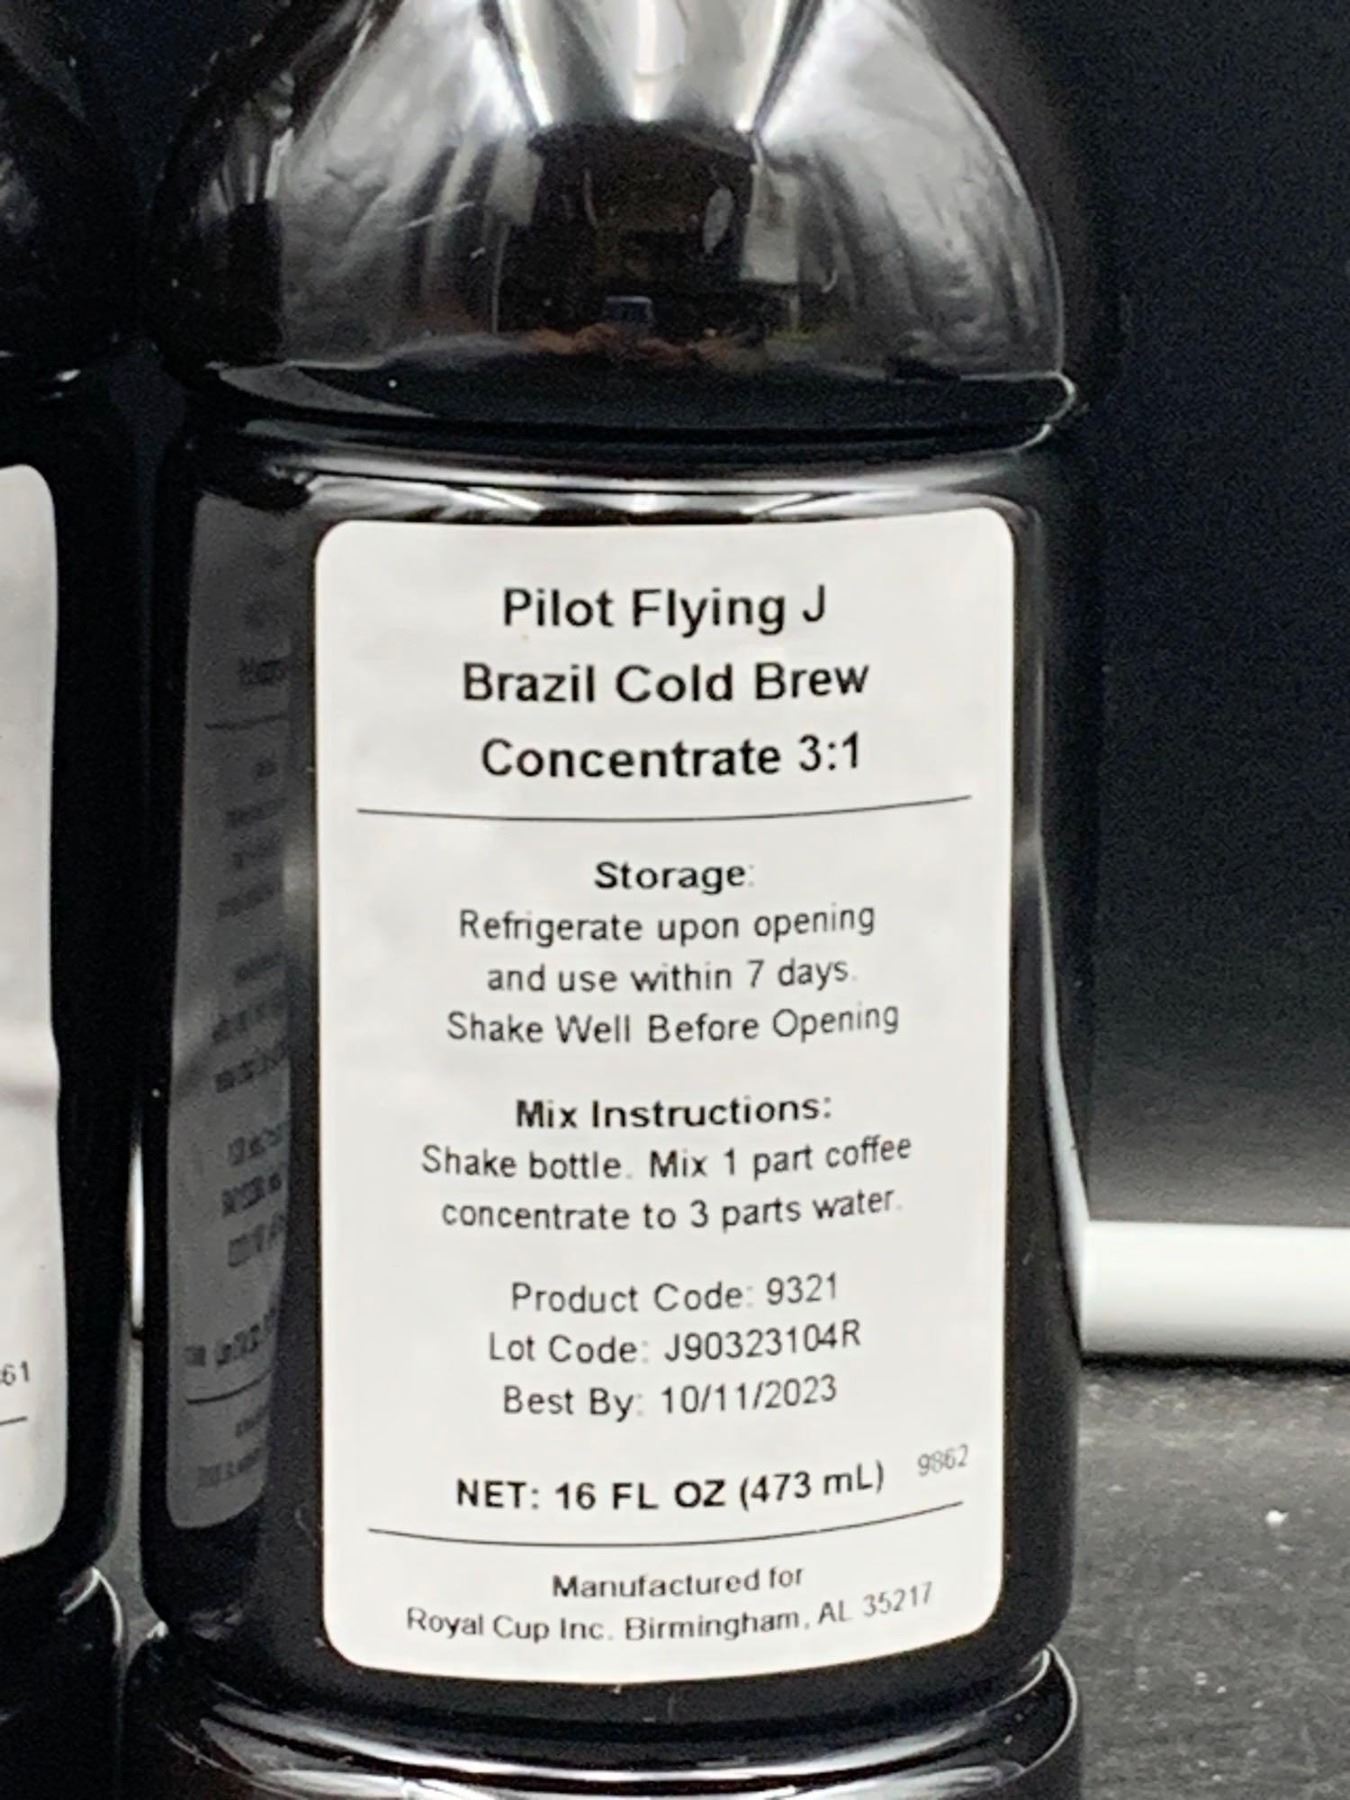 Pilot Flying J
Brazil Cold Brew
Concentrate 3:1
Storage:
Refrigerate upon opening
and use within 7 days.
Shake Well Before Opening
Mix Instructions:
Shake bottle. Mix 1 part coffee
concentrate to 3 parts water.
Product Code: 9321
Lot Code: J90323104R
Best By: 10/11/2023
NET: 16 FL OZ (473 mL) 9862
Manufactured for
Royal Cup Inc. Birmingham, AL 35217
61